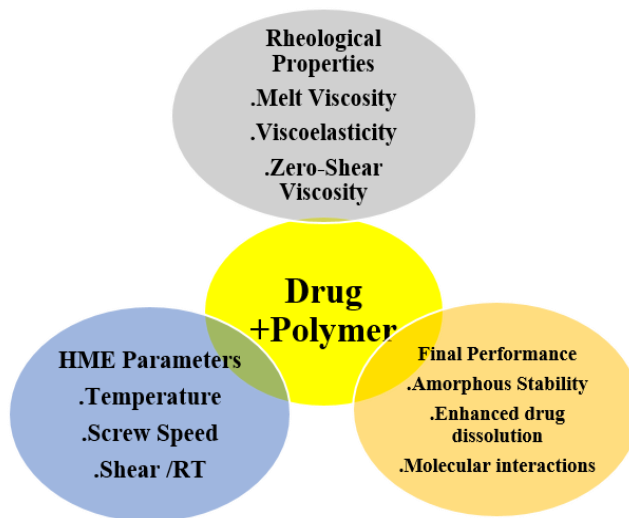 Rheological
Properties
.Melt Viscosity
.Viscoelasticity
.Zero-Shear
Viscosity
Drug
+Polymer
HME Parameters
.Temperature
.Screw Speed
.Shear /RT
Final Performance
.Amorphous Stability
.Enhanced drug
dissolution
.Molecular interactions